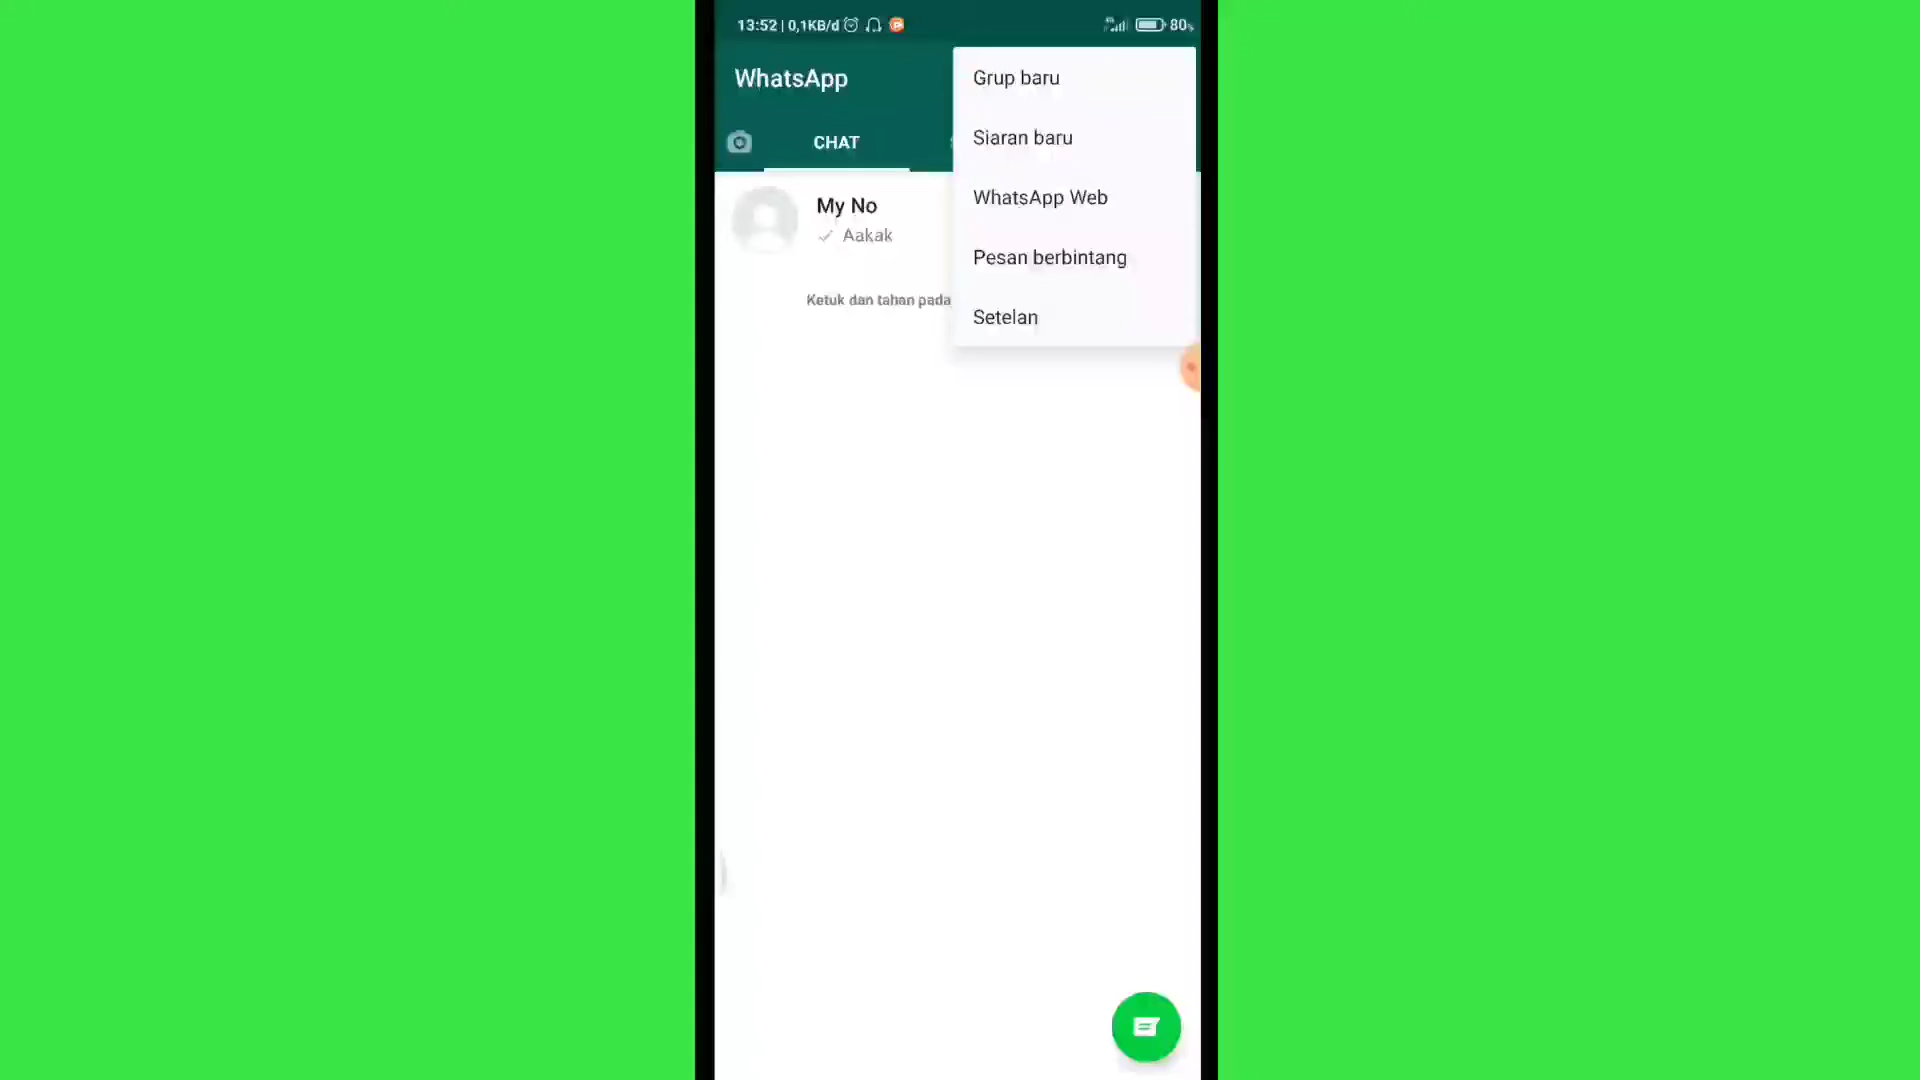 13:52 | 0,1KB/d
80
WhatsApp
CHAT
Grup baru
Siaran baru
WhatsApp Web
Pesan berbintang
Setelan
My No
Aakak
Ketuk dan tahan pada